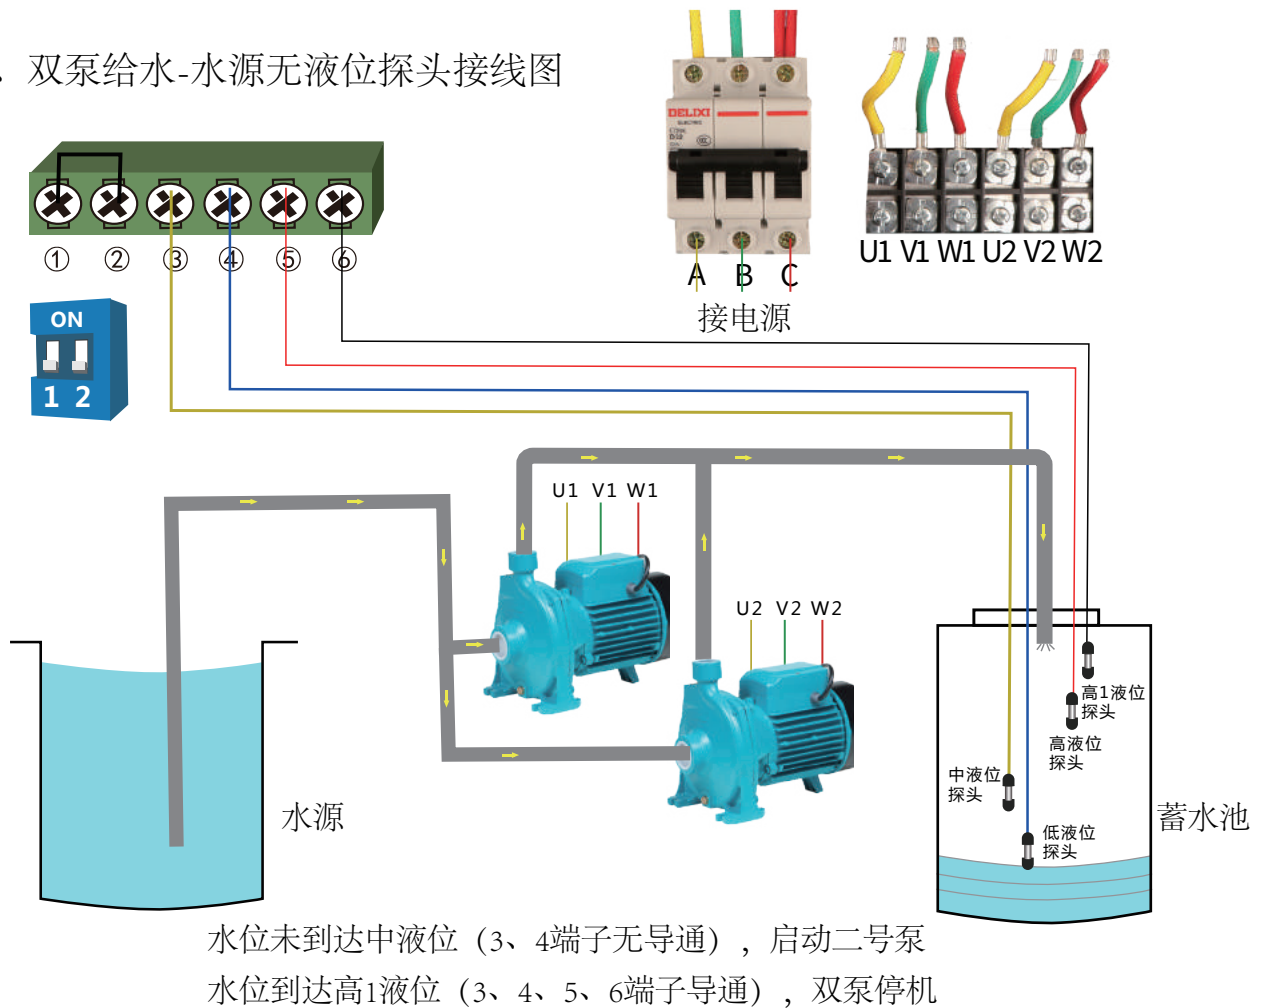 双泵给水-水源无液位探头接线图
DELIXI
① ② ③ ④ ⑤ ⑥
U1 V1 W1 U2 V2 W2
A B C
接电源
ON
1 2
U1 V1 W1
U2 V2 W2
高1液位
探头
高液位
探头
中液位
探头
低液位
探头
水源
蓄水池
水位未到达中液位（3、4端子无导通），启动二号泵
水位到达高1液位（3、4、5、6端子导通），双泵停机